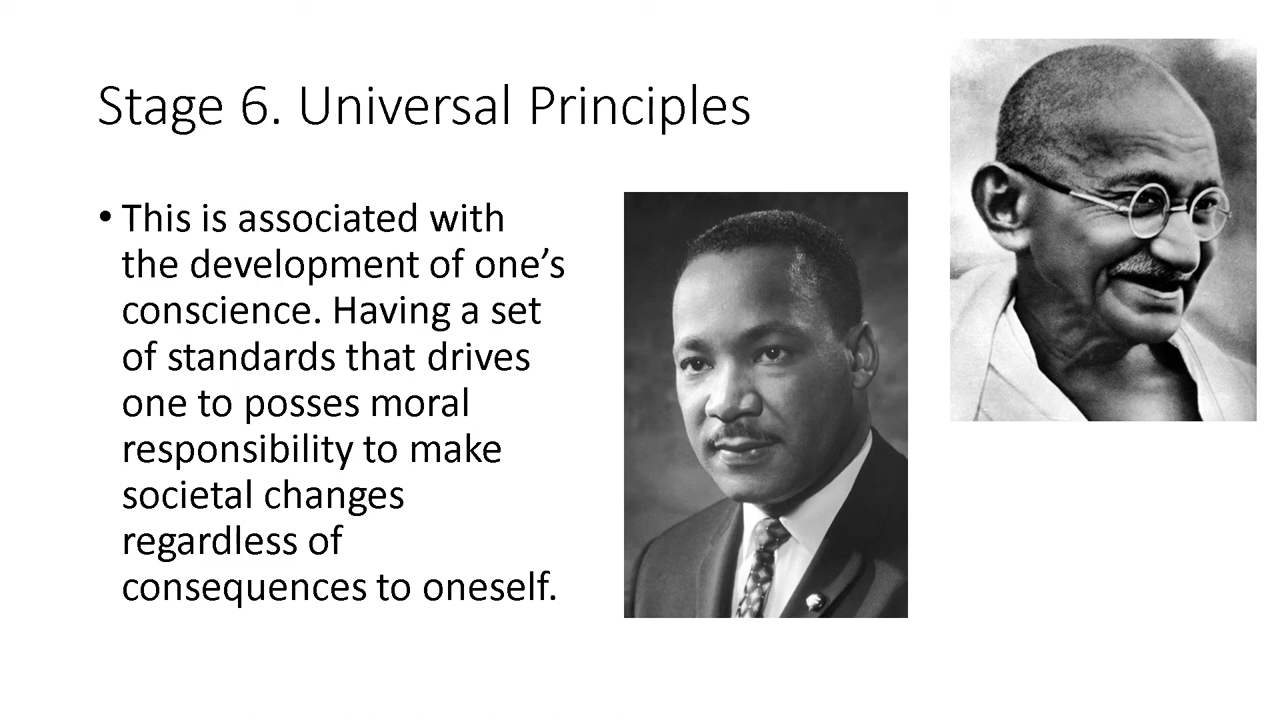 Stage 6. Universal Principles
• This is associated with
the development of one’s
conscience. Having a set
of standards that drives
one to posses moral
responsibility to make
societal changes
regardless of
consequences to oneself.